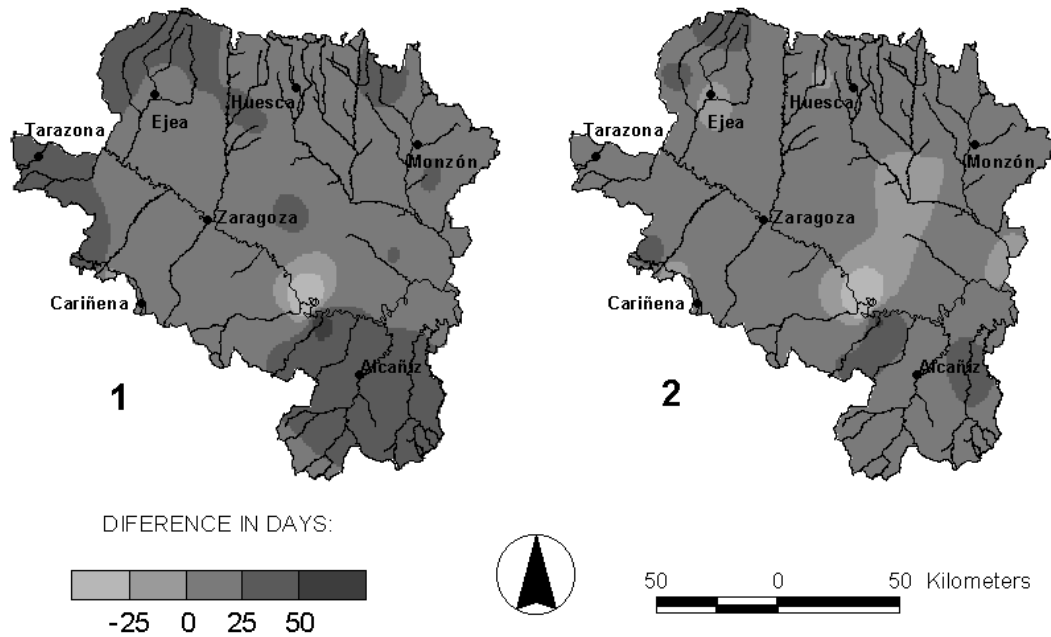 Huesca
Ejea
Tarazona
Monzón
Zaragoza
Cariñena
Alcañiz
1
Huesca
Ejea
Tarazona
Monzón
Zaragoza
Cariñena
Alcañiz
2
DIFERENCE IN DAYS:
-25 0 25 50
50 0 50 Kilometers